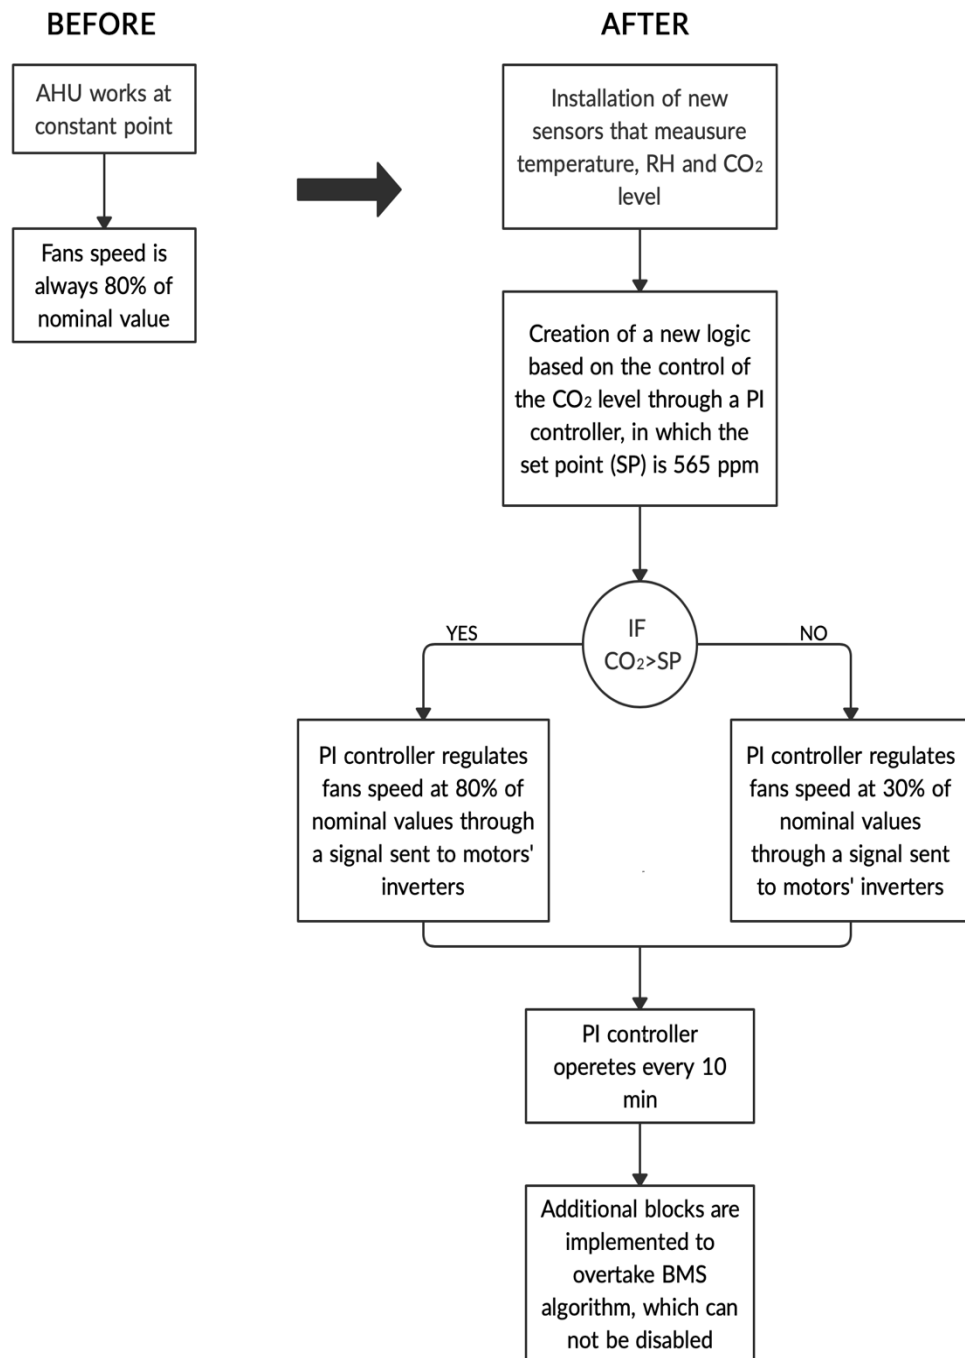 BEFORE
AHU works at
constant point
Fans speed is
always 80% of
nominal value
AFTER
Installation of new
sensors that meausure
temperature, RH and CO₂
level
Creation of a new logic
based on the control of
the CO₂ level through a PI
controller, in which the
set point (SP) is 565 ppm
IF
CO₂>SP
YES
NO
PI controller regulates
fans speed at 80% of
nominal values through
a signal sent to motors'
inverters
PI controller regulates
fans speed at 30% of
nominal values
through a signal sent
to motors' inverters
PI controller
operetes every 10
min
Additional blocks are
implemented to
overtake BMS
algorithm, which can
not be disabled